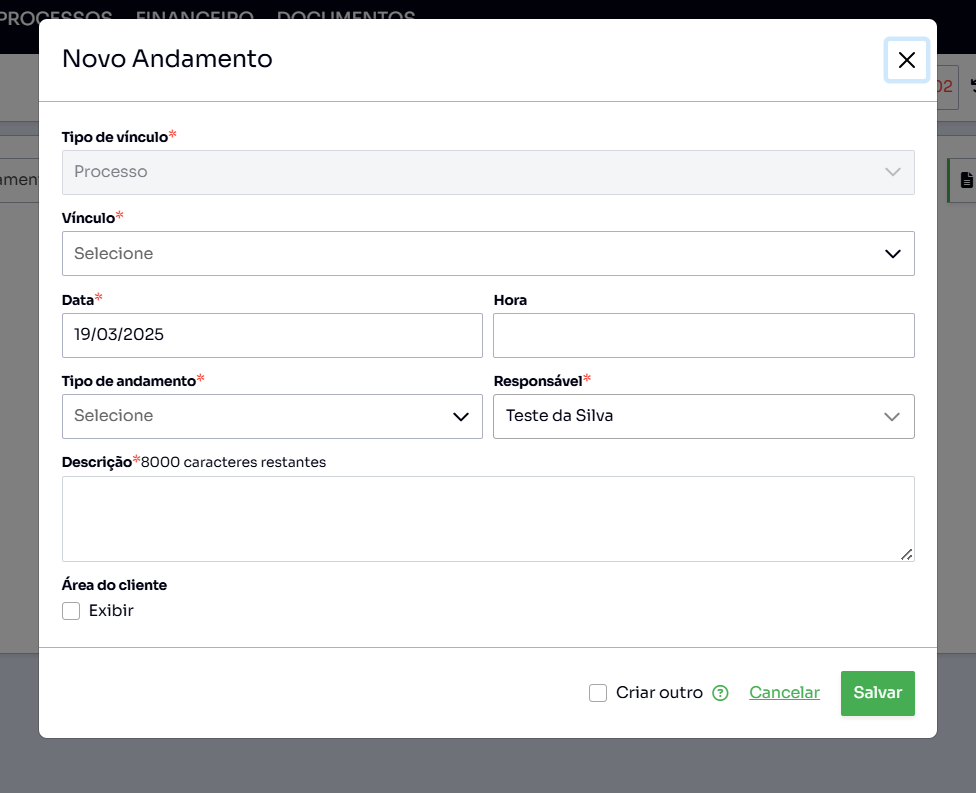 PROCESSOS FINANCEIRO DOCUMENTOS
Novo Andamento
02
Tipo de vínculo*
Processo
Vínculo*
Selecione
Data* Hora
19/03/2025
Tipo de andamento* Responsável*
Selecione Teste da Silva
Descrição*8000 caracteres restantes
Área do cliente
Exibir
Criar outro ? Cancelar Salvar